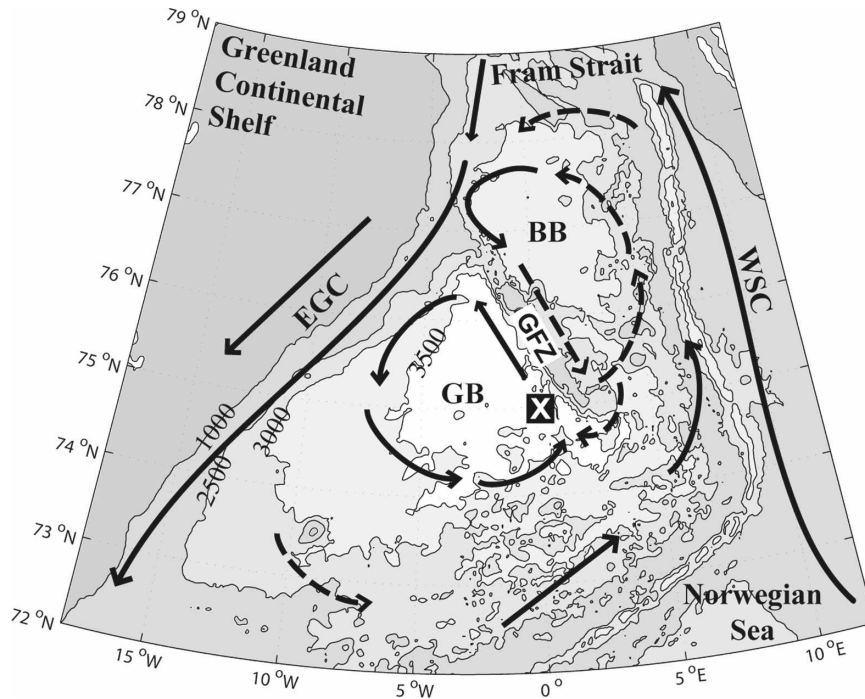 79 °N
Greenland
Continental
Shelf
Fram Strait
78 °N
77 °N
BB
76 °N
EGC
WSC
GFZ
3500
75 °N
GB
X
1000
3000
2500
74 °N
73 °N
72 °N
Norwegian
Sea
15 °W
10 °W
5 °W
0 °
5 °E
10 °E